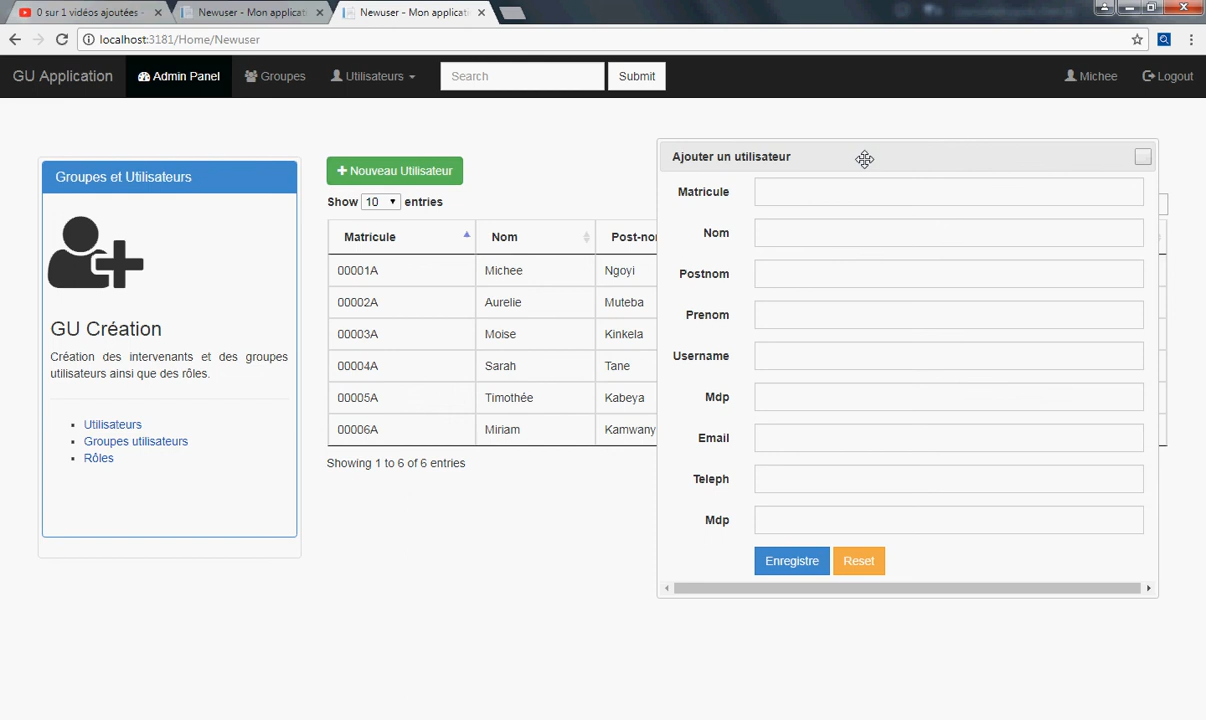 0 sur 1 vidéos ajoutées -
Newuser - Mon applicat
Newuser - Mon applicat
localhost:3181/Home/Newuser
GU Application
Admin Panel
Groupes
Utilisateurs
Search
Submit
Michee
Logout
Groupes et Utilisateurs
GU Création
Création des intervenants et des groupes
utilisateurs ainsi que des rôles.
Utilisateurs
Groupes utilisateurs
Rôles
Nouveau Utilisateur
Show 10 entries
Matricule Nom Post-no
00001A Michee Ngoyi
00002A Aurelie Muteba
00003A Moise Kinkela
00004A Sarah Tane
00005A Timothée Kabeya
00006A Miriam Kamwany
Showing 1 to 6 of 6 entries
Ajouter un utilisateur
Matricule
Nom
Postnom
Prenom
Username
Mdp
Email
Teleph
Mdp
Enregistre Reset